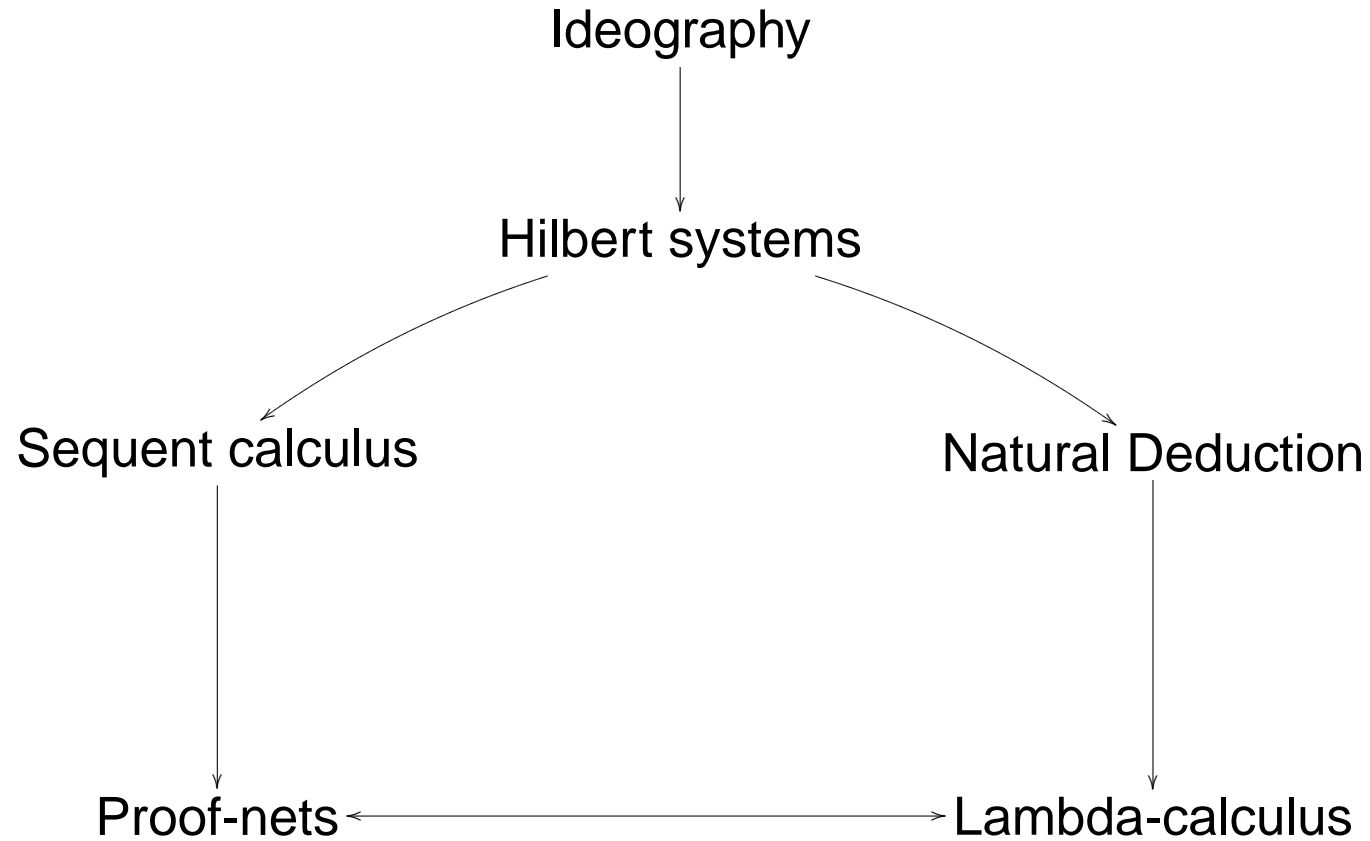 Ideography
Hilbert systems
Sequent calculus
Natural Deduction
Proof-nets
Lambda-calculus